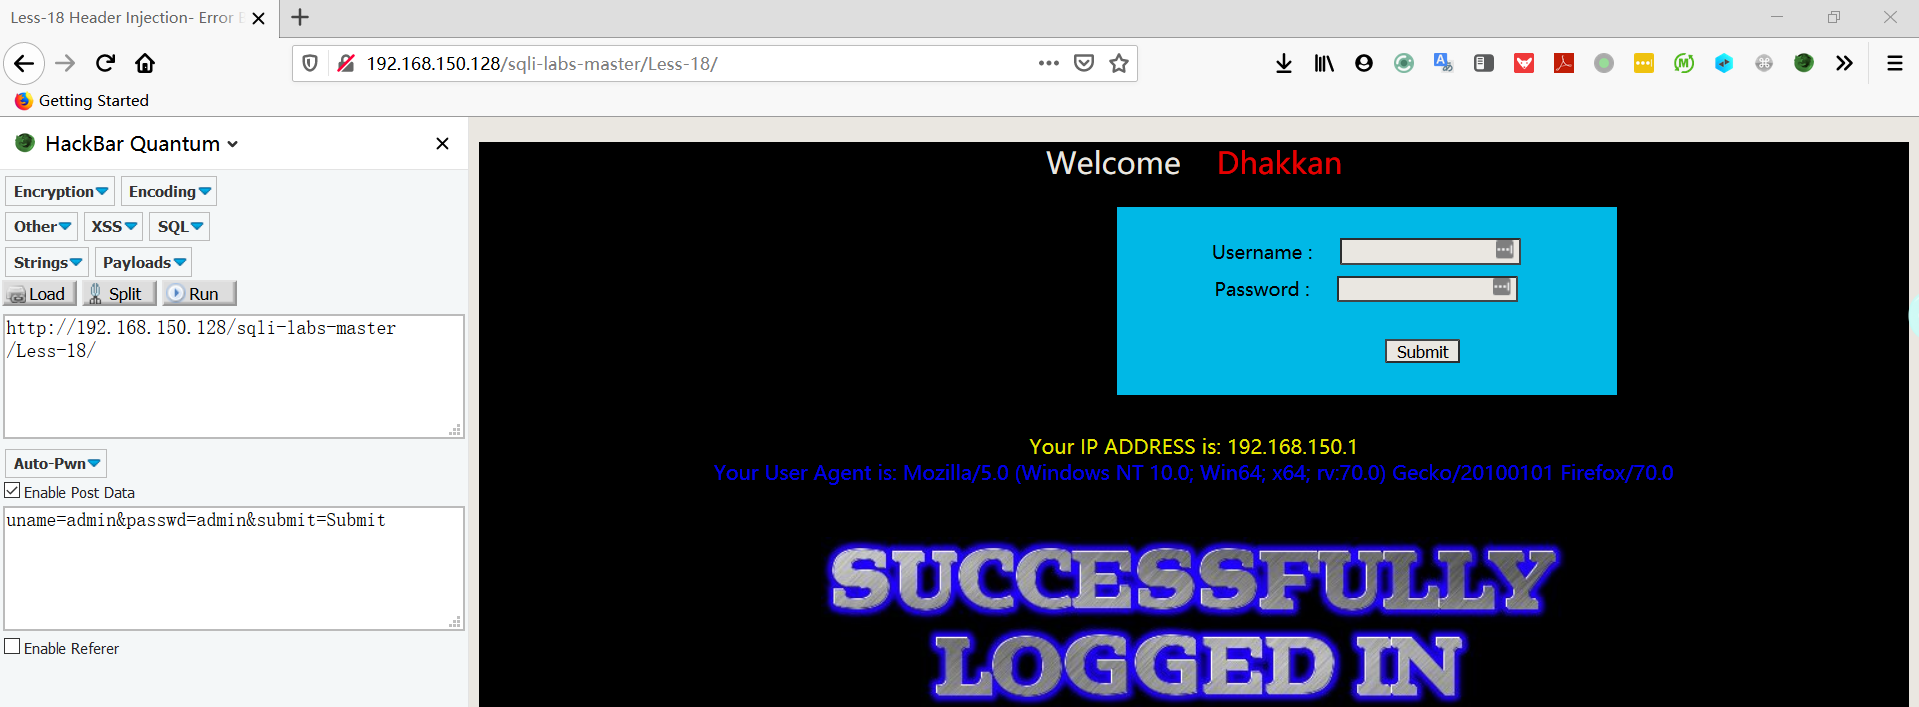 Less-18 Header Injection- Error B
192.168.150.128/sqli-labs-master/Less-18/
Getting Started
HackBar Quantum
Encryption Encoding
Other XSS SQL
Strings Payloads
Load Split Run
http://192.168.150.128/sqli-labs-master
/Less-18/
Auto-Pwn
Enable Post Data
uname=admin&passwd=admin&submit=Submit
Enable Referer
Welcome Dhakkan
Username :
Password :
Submit
Your IP ADDRESS is: 192.168.150.1
Your User Agent is: Mozilla/5.0 (Windows NT 10.0; Win64; x64; rv:70.0) Gecko/20100101 Firefox/70.0
SUCCESSFULLY
LOGGED IN